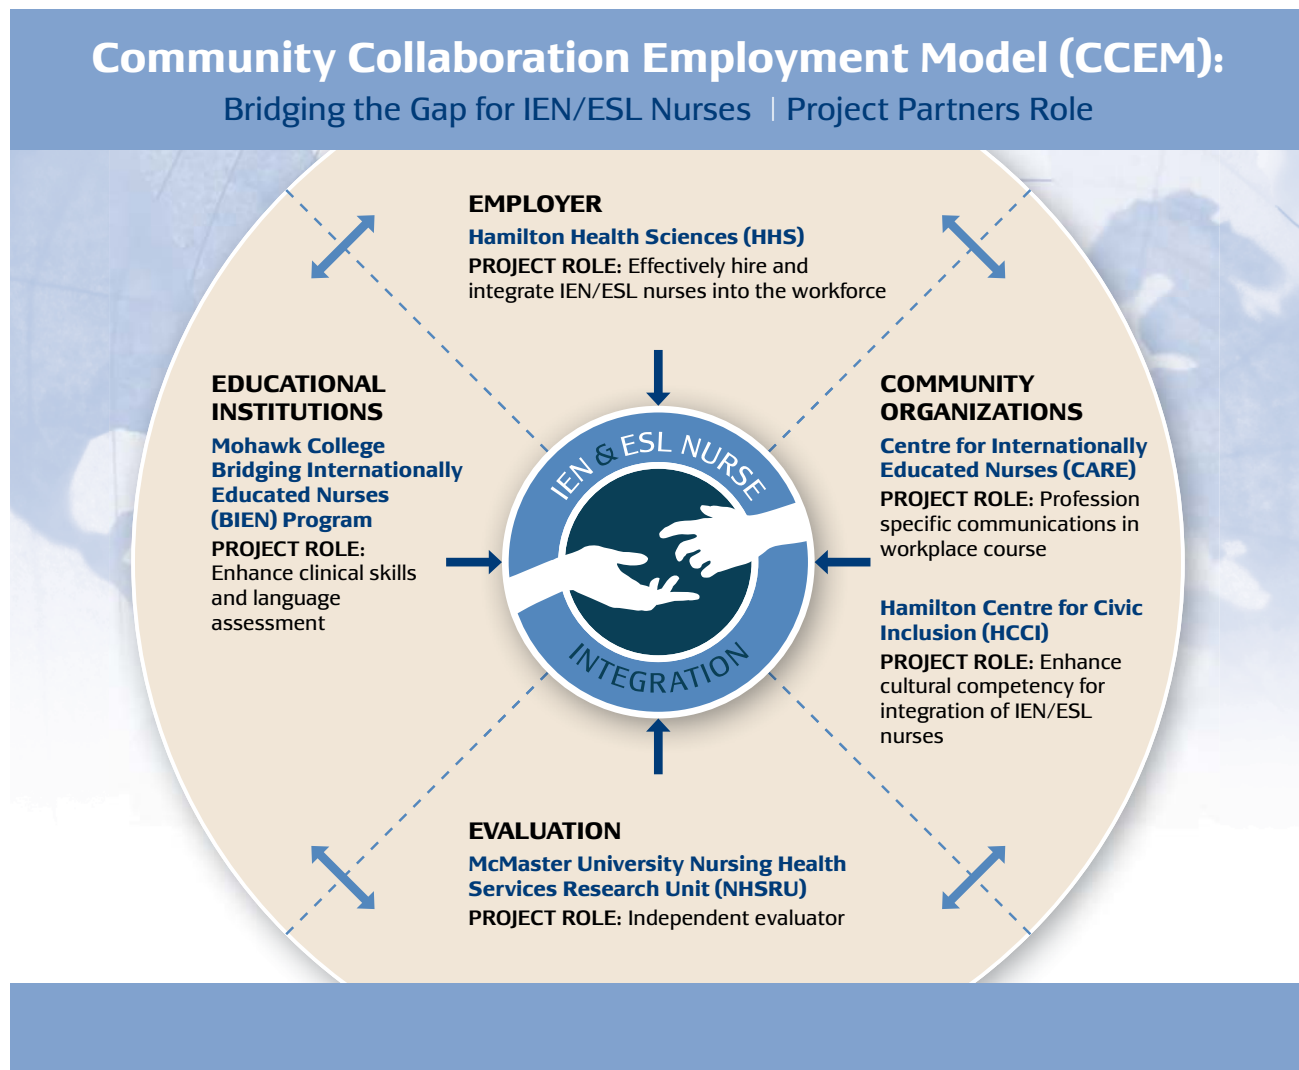 Community Collaboration Employment Model (CCEM):
Bridging the Gap for IEN/ESL Nurses | Project Partners Role
EMPLOYER
Hamilton Health Sciences (HHS)
PROJECT ROLE: Effectively hire and
integrate IEN/ESL nurses into the workforce
EDUCATIONAL
INSTITUTIONS
Mohawk College
Bridging Internationally
Educated Nurses
(BIEN) Program
PROJECT ROLE:
Enhance clinical skills
and language
assessment
IEN & ESL NURSE
INTEGRATION
COMMUNITY
ORGANIZATIONS
Centre for Internationally
Educated Nurses (CARE)
PROJECT ROLE: Profession
specific communications in
workplace course
Hamilton Centre for Civic
Inclusion (HCCI)
PROJECT ROLE: Enhance
cultural competency for
integration of IEN/ESL
nurses
EVALUATION
McMaster University Nursing Health
Services Research Unit (NHSRU)
PROJECT ROLE: Independent evaluator